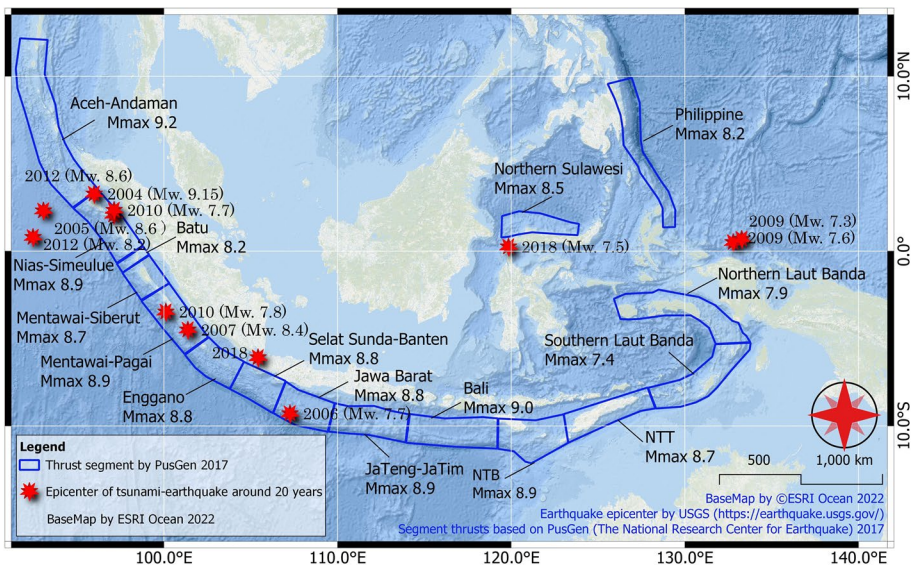 Aceh-Andaman
Mmax 9.2
Philippine
Mmax 8.2
10.0°N
2012 (Mw. 8.6)
2004 (Mw. 9.15)
2010 (Mw. 7.7)
2005 (Mw. 8.6)
2012 (Mw. 8.2)
Batu
Mmax 8.2
Northern Sulawesi
Mmax 8.5
2018 (Mw. 7.5)
2009 (Mw. 7.3)
2009 (Mw. 7.6)
0.0°
Nias-Simeulue
Mmax 8.9
Northern Laut Banda
Mmax 7.9
Mentawai-Siberut
Mmax 8.7
2010 (Mw. 7.8)
2007 (Mw. 8.4)
2018
Mentawai-Pagai
Mmax 8.9
Selat Sunda-Banten
Mmax 8.8
Southern Laut Banda
Mmax 7.4
Enggano
Mmax 8.8
Jawa Barat
Mmax 8.8
Bali
Mmax 9.0
2006 (Mw. 7.7)
10.0°S
JaTeng-JaTim
Mmax 8.9
NTB
Mmax 8.9
NTT
Mmax 8.7
Legend
Thrust segment by PusGen 2017
Epicenter of tsunami-earthquake around 20 years
BaseMap by ESRI Ocean 2022
500
1,000 km
BaseMap by ©ESRI Ocean 2022
Earthquake epicenter by USGS (https://earthquake.usgs.gov/)
Segment thrusts based on PusGen (The National Research Center for Earthquake) 2017
100.0°E
110.0°E
120.0°E
130.0°E
140.0°E